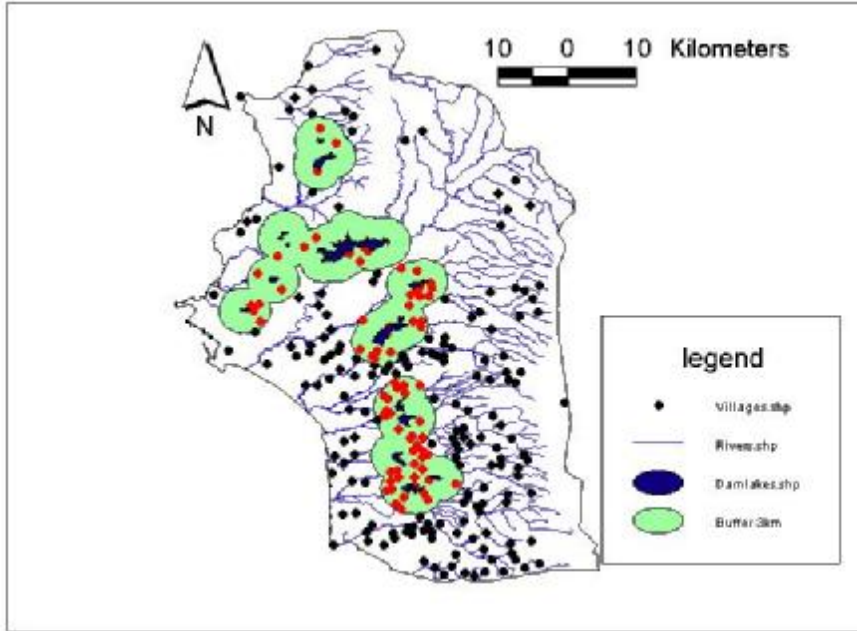 10 0 10 Kilometers
N
legend
Villages.shp
Rivers.shp
Damlakes.shp
Buffer 3km